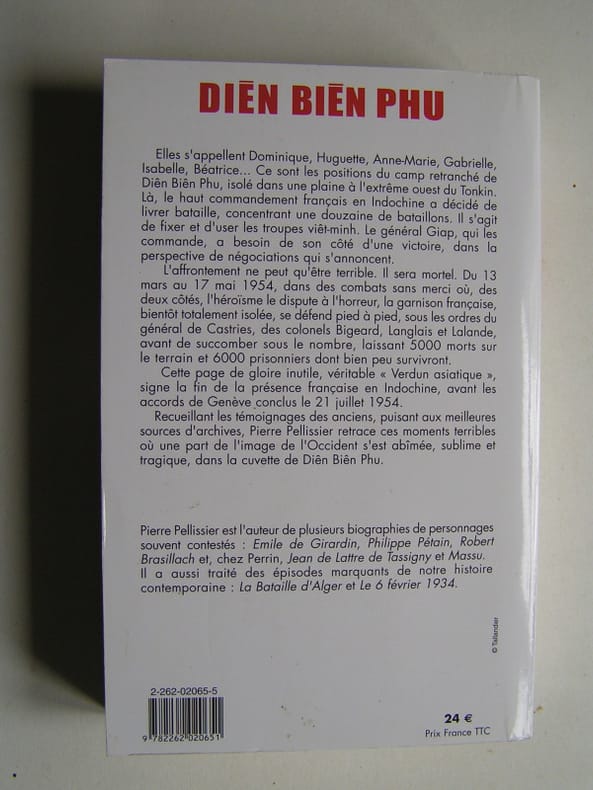 DIÊN BIÊN PHU
Elles s'appellent Dominique, Huguette, Anne-Marie, Gabrielle,
Isabelle, Béatrice... Ce sont les positions du camp retranché de
Diên Biên Phu, isolé dans une plaine à l'extrême ouest du Tonkin.
Là, le haut commandement français en Indochine a décidé de
livrer bataille, concentrant une douzaine de bataillons. Il s'agit
de fixer et d'user les troupes viêt-minh. Le général Giap, qui les
commande, a besoin de son côté d'une victoire, dans la
perspective de négociations qui s'annoncent.
L'affrontement ne peut qu'être terrible. Il sera mortel. Du 13
mars au 17 mai 1954, dans des combats sans merci où, des
deux côtés, l'héroïsme le dispute à l'horreur, la garnison française,
bientôt totalement isolée, se défend pied à pied, sous les ordres du
général de Castries, des colonels Bigeard, Langlais et Lalande,
avant de succomber sous le nombre, laissant 5000 morts sur
le terrain et 6000 prisonniers dont bien peu survivront.
Cette page de gloire inutile, véritable « Verdun asiatique »,
signe la fin de la présence française en Indochine, avant les
accords de Genève conclus le 21 juillet 1954.
Recueillant les témoignages des anciens, puisant aux meilleures
sources d'archives, Pierre Pellissier retrace ces moments terribles
où une part de l'image de l'Occident s'est abîmée, sublime et
tragique, dans la cuvette de Diên Biên Phu.
Pierre Pellissier est l'auteur de plusieurs biographies de personnages
souvent contestés : Emile de Girardin, Philippe Pétain, Robert
Brasillach et, chez Perrin, Jean de Lattre de Tassigny et Massu.
Il a aussi traité des épisodes marquants de notre histoire
contemporaine : La Bataille d'Alger et Le 6 février 1934.
© Tallandier
2-262-02065-5
9 782262 020651
24 €
Prix France TTC